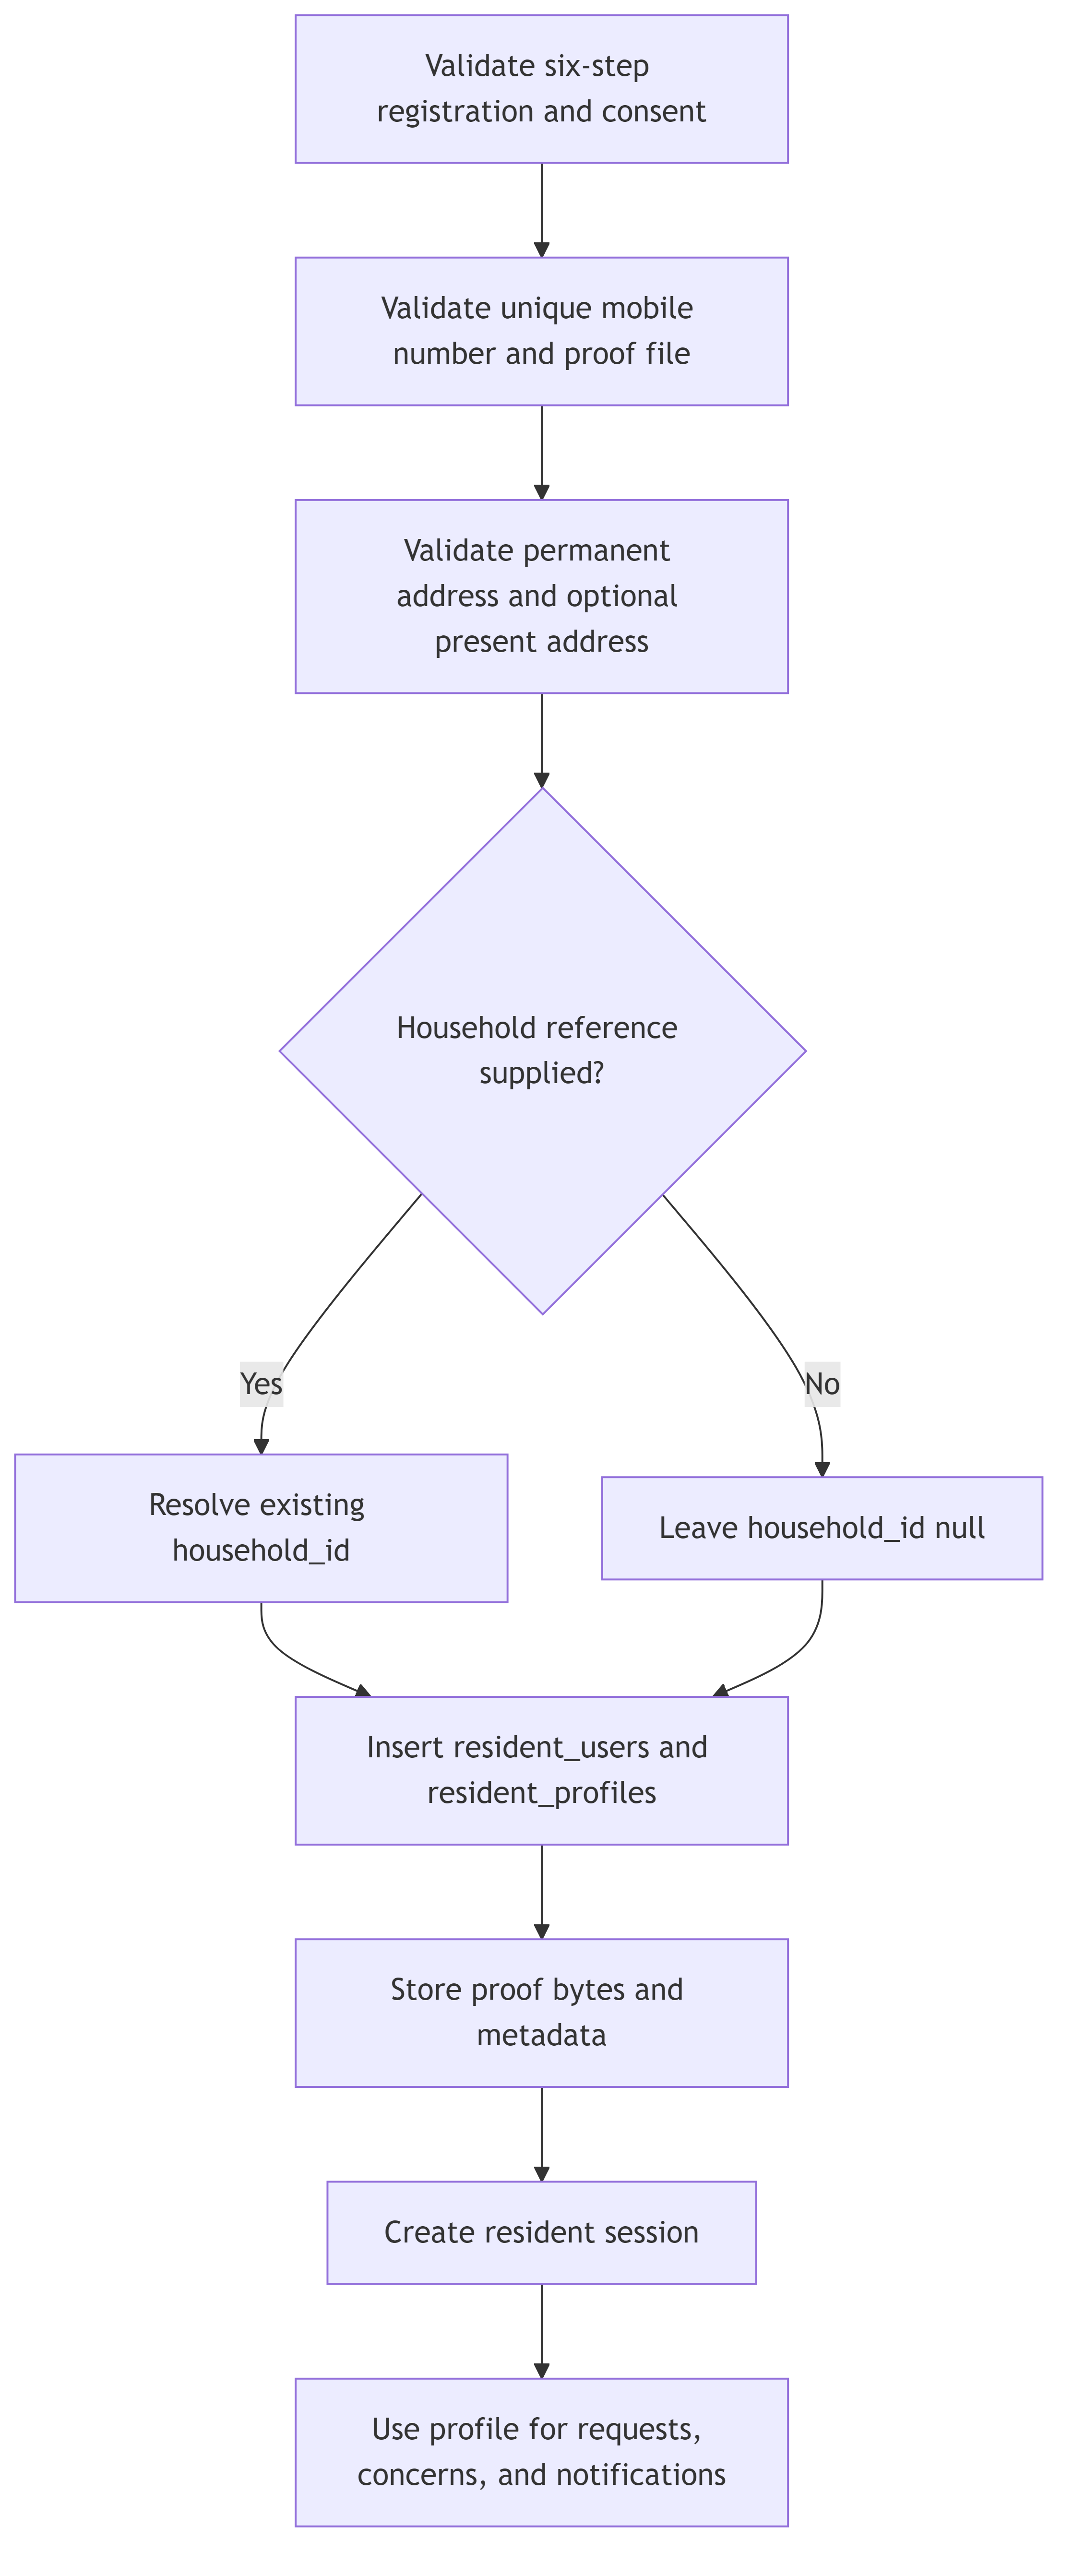 Validate six-step
registration and consent
Validate unique mobile
number and proof file
Validate permanent
address and optional
present address
Household reference
supplied?
Yes
No
Resolve existing
household_id
Leave household_id null
Insert resident_users and
resident_profiles
Store proof bytes and
metadata
Create resident session
Use profile for requests,
concerns, and notifications